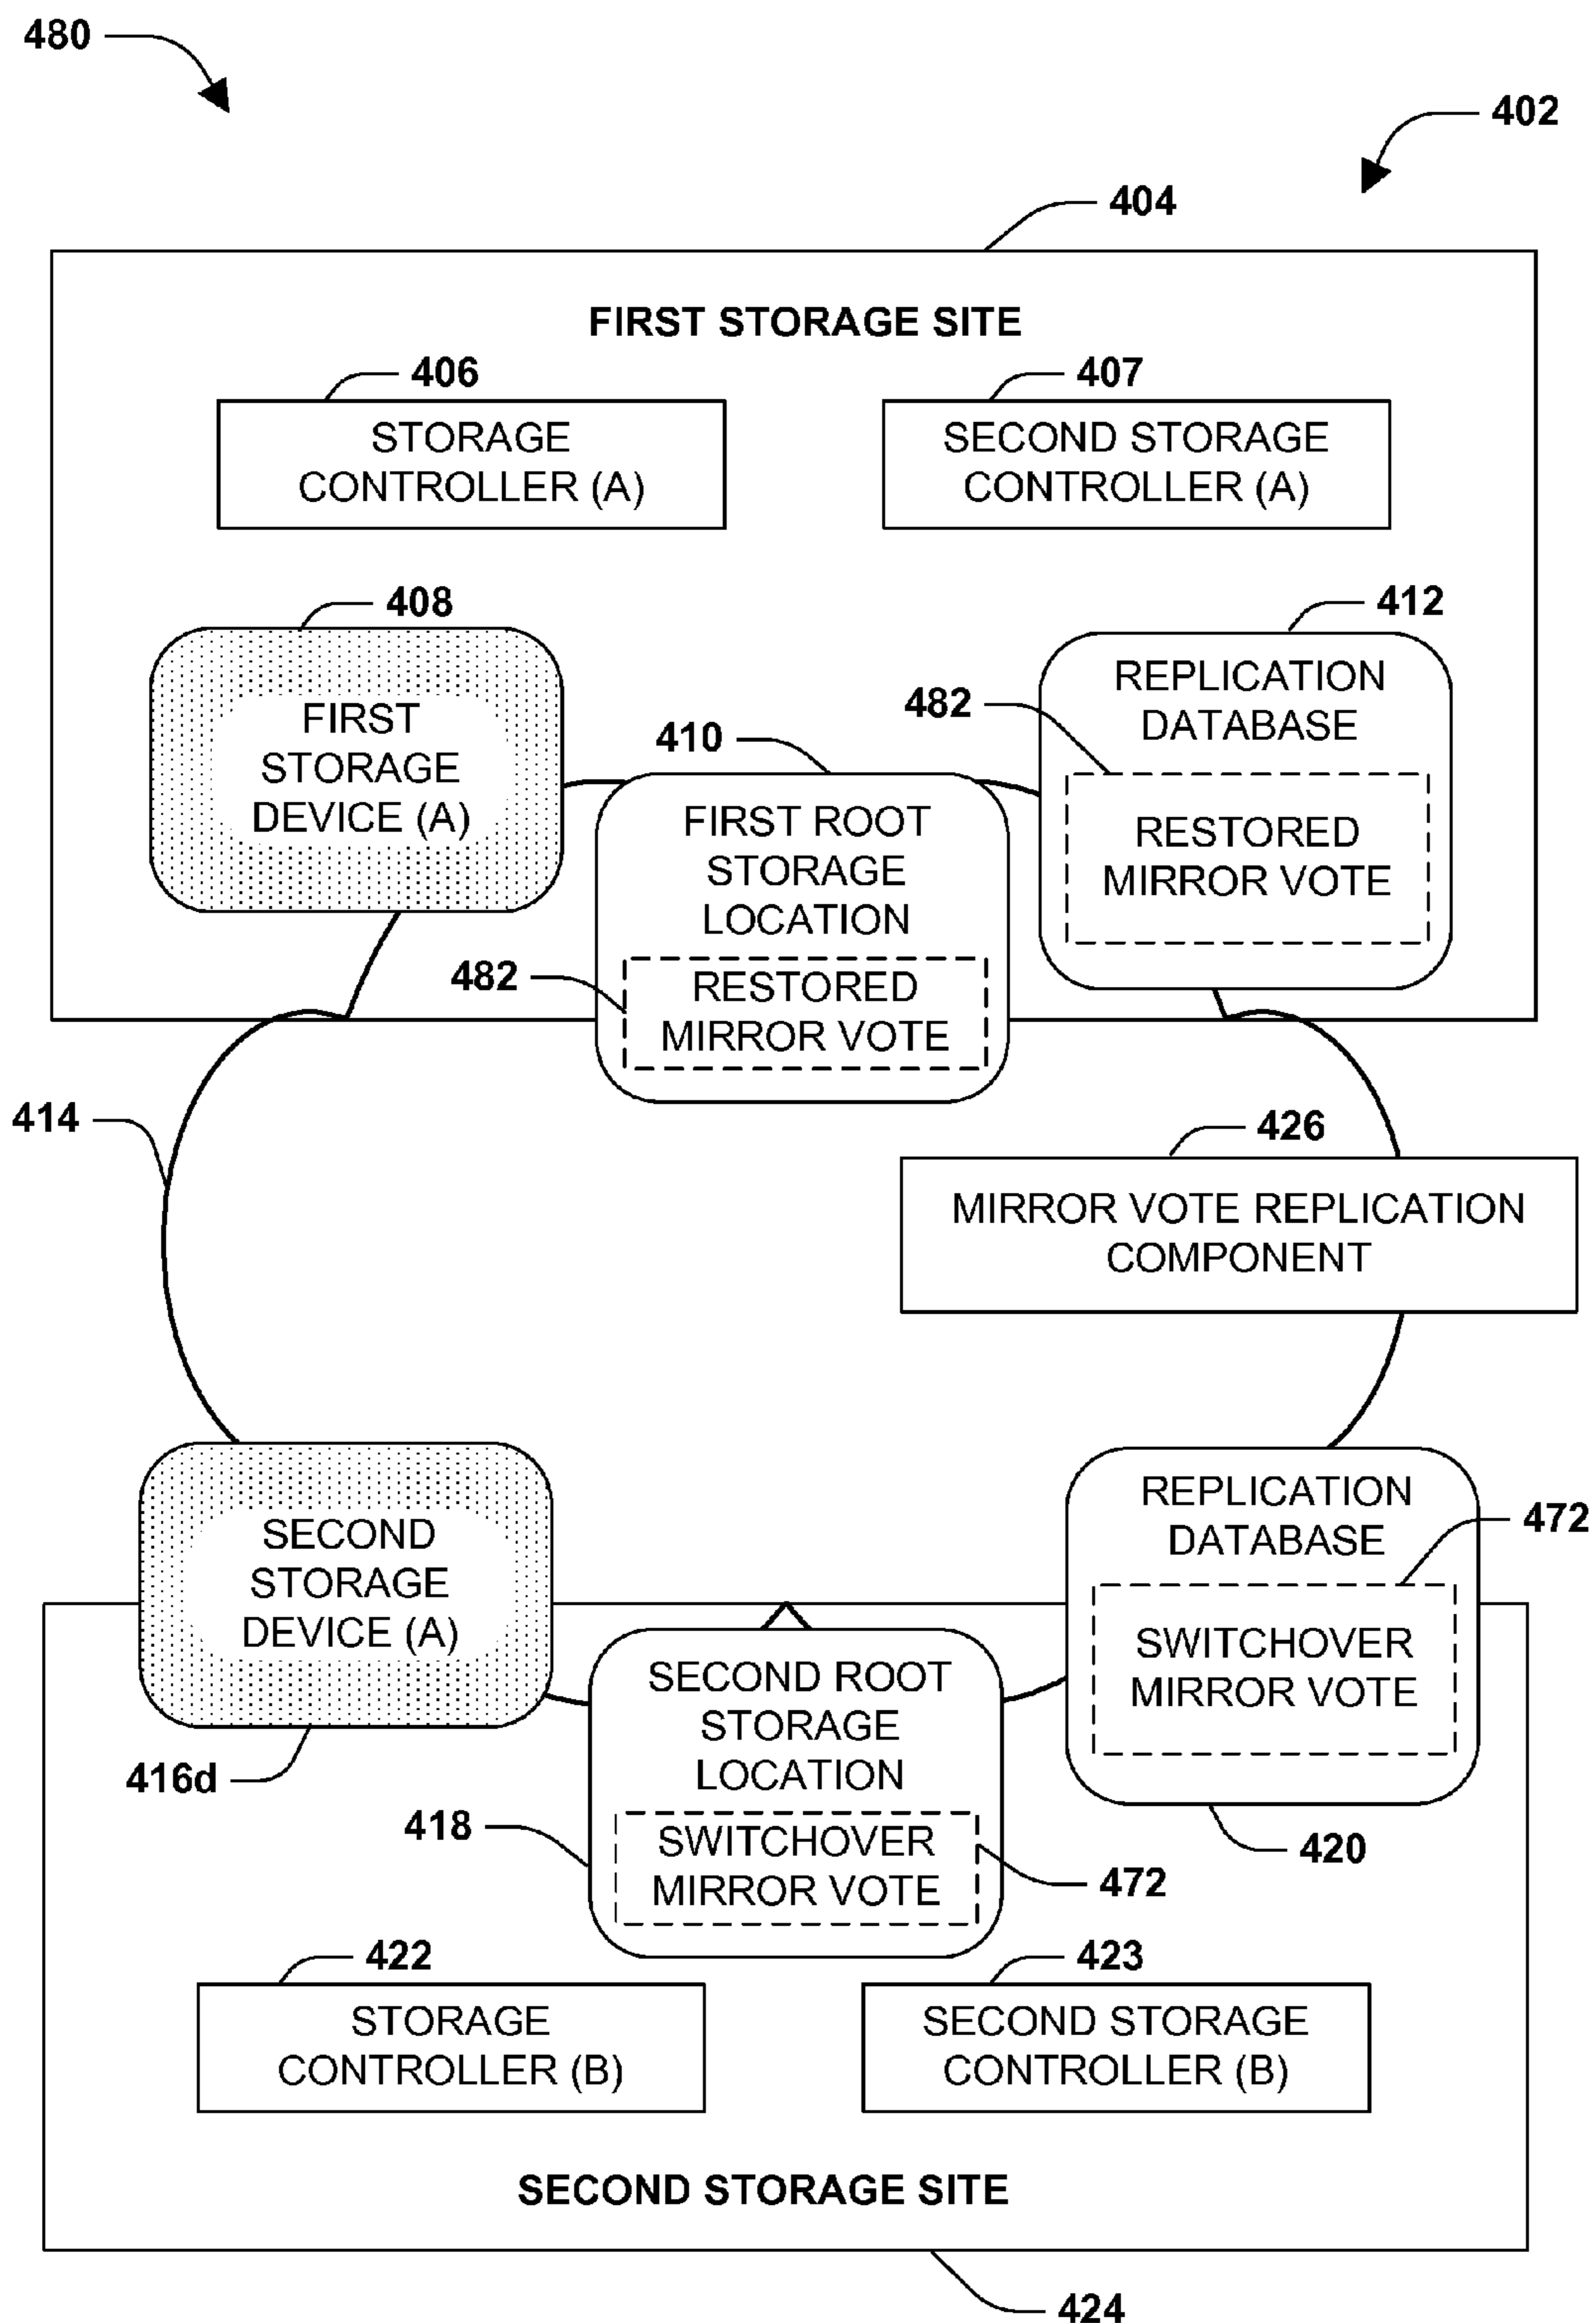 480
402
404
FIRST STORAGE SITE
406
407
STORAGE
CONTROLLER (A)
SECOND STORAGE
CONTROLLER (A)
408
412
FIRST
STORAGE
DEVICE (A)
REPLICATION
DATABASE
482
RESTORED
MIRROR VOTE
410
FIRST ROOT
STORAGE
LOCATION
482
RESTORED
MIRROR VOTE
414
426
MIRROR VOTE REPLICATION
COMPONENT
SECOND
STORAGE
DEVICE (A)
416d
REPLICATION
DATABASE
472
SWITCHOVER
MIRROR VOTE
420
SECOND ROOT
STORAGE
LOCATION
418
SWITCHOVER
MIRROR VOTE
472
422
423
STORAGE
CONTROLLER (B)
SECOND STORAGE
CONTROLLER (B)
SECOND STORAGE SITE
424